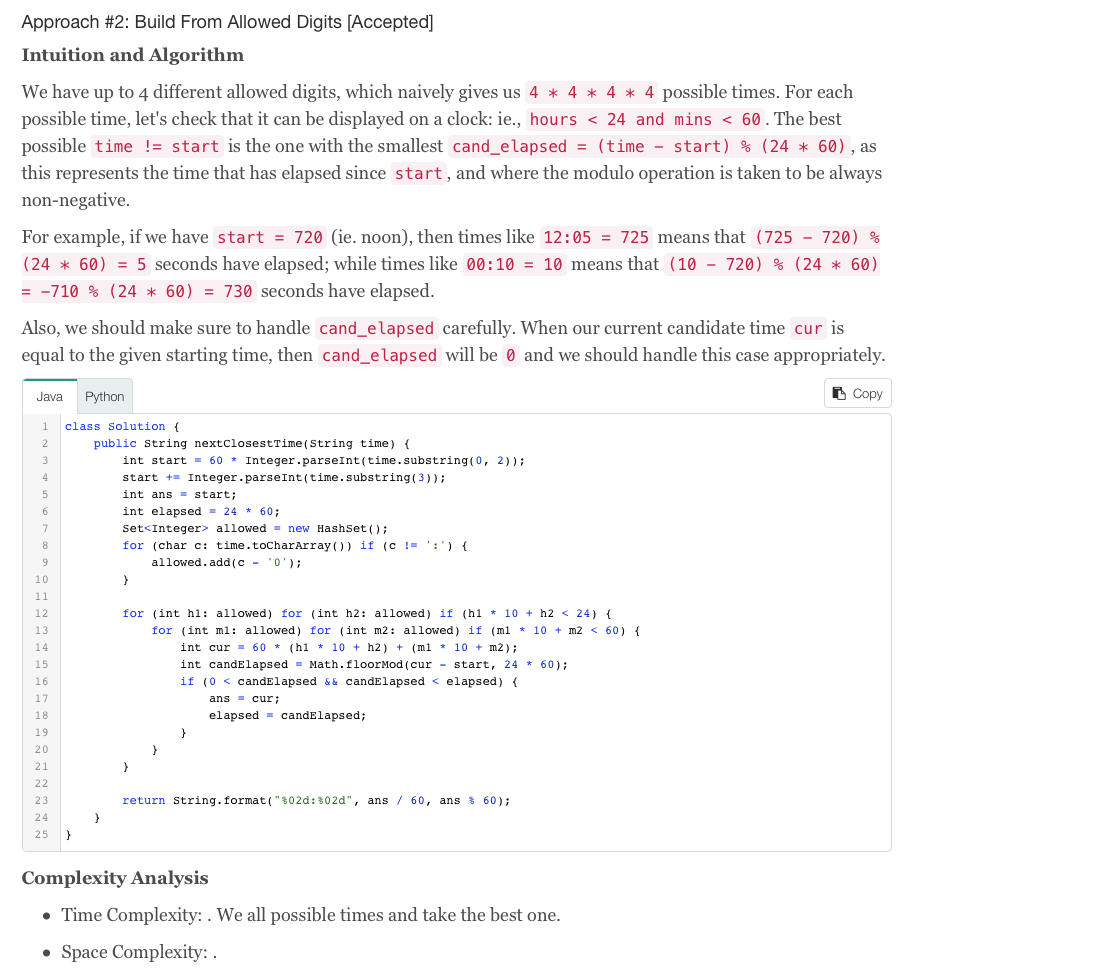 Approach #2: Build From Allowed Digits [Accepted]
Intuition and Algorithm
We have up to 4 different allowed digits, which naively gives us 4 * 4 * 4 * 4 possible times. For each
possible time, let's check that it can be displayed on a clock: ie., hours < 24 and mins < 60. The best
possible time != start is the one with the smallest cand_elapsed = (time - start) % (24 * 60), as
this represents the time that has elapsed since start, and where the modulo operation is taken to be always
non-negative.
For example, if we have start = 720 (ie. noon), then times like 12:05 = 725 means that (725 - 720) %
(24 * 60) = 5 seconds have elapsed; while times like 00:10 = 10 means that (10 - 720) % (24 * 60)
= -710 % (24 * 60) = 730 seconds have elapsed.
Also, we should make sure to handle cand_elapsed carefully. When our current candidate time cur is
equal to the given starting time, then cand_elapsed will be 0 and we should handle this case appropriately.
Java Python Copy
1 class Solution {
2 public String nextClosestTime(String time) {
3 int start = 60 * Integer.parseInt(time.substring(0, 2));
4 start += Integer.parseInt(time.substring(3));
5 int ans = start;
6 int elapsed = 24 * 60;
7 Set<Integer> allowed = new HashSet();
8 for (char c: time.toCharArray()) if (c != ':') {
9 allowed.add(c - '0');
10 }
11
12 for (int h1: allowed) for (int h2: allowed) if (h1 * 10 + h2 < 24) {
13 for (int m1: allowed) for (int m2: allowed) if (m1 * 10 + m2 < 60) {
14 int cur = 60 * (h1 * 10 + h2) + (m1 * 10 + m2);
15 int candElapsed = Math.floorMod(cur - start, 24 * 60);
16 if (0 < candElapsed && candElapsed < elapsed) {
17 ans = cur;
18 elapsed = candElapsed;
19 }
20 }
21 }
22
23 return String.format("%02d:%02d", ans / 60, ans % 60);
24 }
25 }
Complexity Analysis
• Time Complexity: . We all possible times and take the best one.
• Space Complexity: .